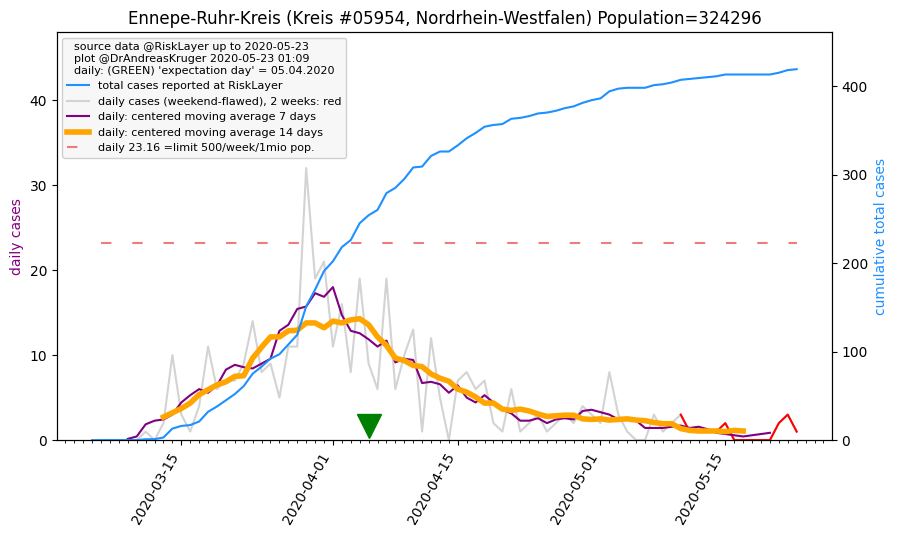 Ennepe-Ruhr-Kreis (Kreis #05954, Nordrhein-Westfalen) Population=324296
source data @RiskLayer up to 2020-05-23
plot @DrAndreasKruger 2020-05-23 01:09
daily: (GREEN) 'expectation day' = 05.04.2020
total cases reported at RiskLayer
daily cases (weekend-flawed), 2 weeks: red
daily: centered moving average 7 days
daily: centered moving average 14 days
daily 23.16 =limit 500/week/1mio pop.
daily cases
40
30
20
10
0
cumulative total cases
400
300
200
100
0
2020-03-15
2020-04-01
2020-04-15
2020-05-01
2020-05-15